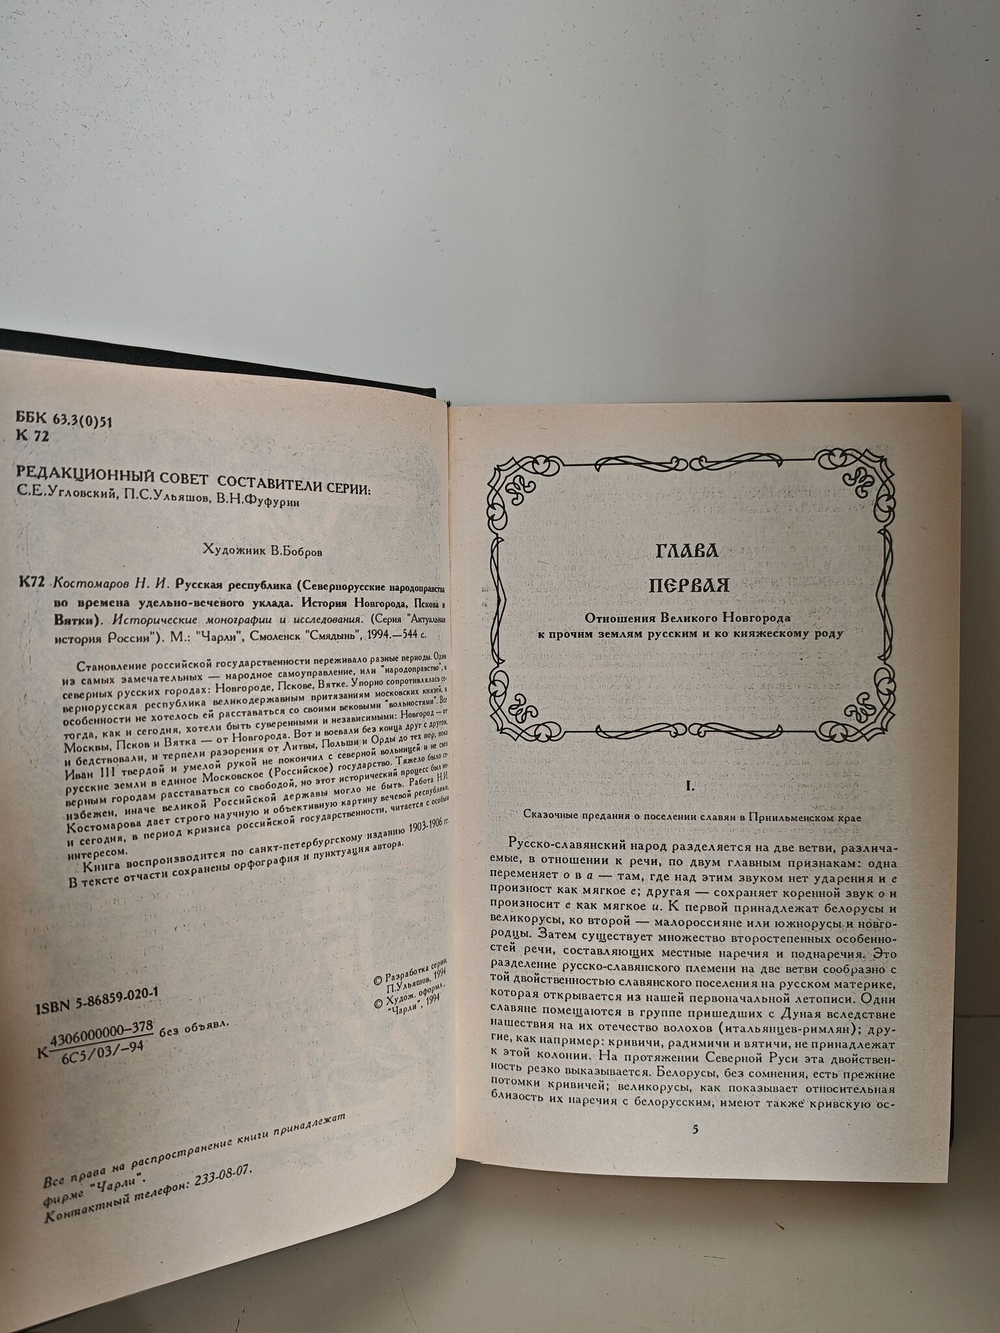 ББК 63.3(0)51
К 72
РЕДАКЦИОННЫЙ СОВЕТ СОСТАВИТЕЛИ СЕРИИ:
С.Е.Угловский, П.С.Ульяшов, В.Н.Фуфурин
Художник В.Бобров
К72 Костомаров Н. И. Русская республика (Севернорусские народоправства
во времена удельно-вечевого уклада. История Новгорода, Пскова и
Вятки). Исторические монографии и исследования. (Серия "Актуальная
история России"). М.: "Чарли", Смоленск "Смядынь", 1994.—544 с.
Становление российской государственности переживало разные периоды. Один
из самых замечательных — народное самоуправление, или "народоправство", в
северных русских городах: Новгороде, Пскове, Вятке. Упорно сопротивлялась се-
вернорусская республика великодержавным притязаниям московских князей, в
особенности не хотелось ей расставаться со своими вековыми "вольностями". Все
тогда, как и сегодня, хотели быть суверенными и независимыми: Новгород — от
Москвы, Псков и Вятка — от Новгорода. Вот и воевали без конца друг с другом,
и бедствовали, и терпели разорения от Литвы, Польши и Орды до тех пор, пока
Иван III твердой и умелой рукой не покончил с северной вольницей и не свел
русские земли в единое Московское (Российское) государство. Тяжело было се-
верным городам расставаться со свободой, но этот исторический процесс был не-
избежен, иначе великой Российской державы могло не быть. Работа Н.И.
Костомарова дает строго научную и объективную картину вечевой республики,
и сегодня, в период кризиса российской государственности, читается с особым
интересом.
Книга воспроизводится по санкт-петербургскому изданию 1903-1906 гг.
В тексте отчасти сохранены орфография и пунктуация автора.
ISBN 5-86859-020-1
© Разработка серии,
П.Ульяшов, 1994
© Худож. оформл.
"Чарли", 1994
К 4306000000—378 без объявл.
6С5/03/—94
Все права на распространение книги принадлежат
фирме "Чарли".
Контактный телефон: 233-08-07.
ГЛАВА
ПЕРВАЯ
Отношения Великого Новгорода
к прочим землям русским и ко княжескому роду
I.
Сказочные предания о поселении славян в Приильменском крае
Русско-славянский народ разделяется на две ветви, различа-
емые, в отношении к речи, по двум главным признакам: одна
переменяет о в а — там, где над этим звуком нет ударения и е
произност как мягкое е; другая — сохраняет коренной звук о и
произносит е как мягкое и. К первой принадлежат белорусы и
великорусы, ко второй — малороссияне или южнорусы и новго-
родцы. Затем существует множество второстепенных особенно-
стей речи, составляющих местные наречия и поднаречия. Это
разделение русско-славянского племени на две ветви сообразно с
той двойственностью славянского поселения на русском материке,
которая открывается из нашей первоначальной летописи. Одни
славяне помещаются в группе пришедших с Дуная вследствие
нашествия на их отечество волохов (итальянцев-римлян); дру-
гие, как например: кривичи, радимичи и вятичи, не принадлежат
к этой колонии. На протяжении Северной Руси эта двойствен-
ность резко выказывается. Белорусы, без сомнения, есть прежние
потомки кривичей; великорусы, как показывает относительная
близость их наречия с белорусским, имеют также кривскую ос-
5